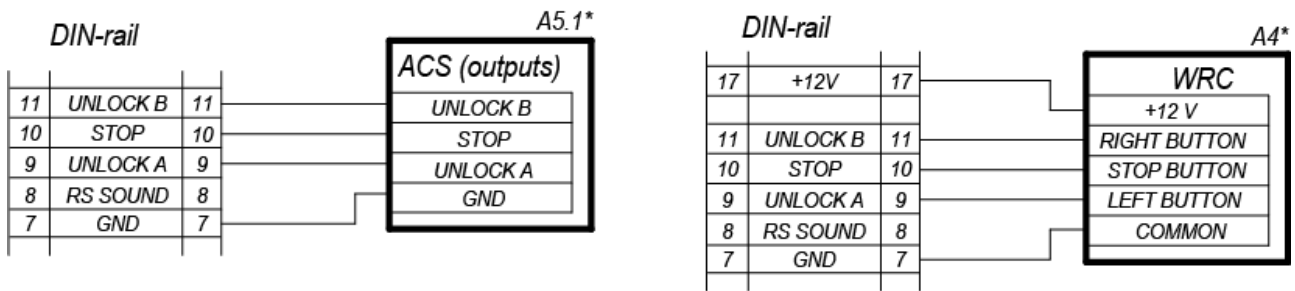 DIN-rail
A5.1*
ACS (outputs)
11 UNLOCK B 11
UNLOCK B
10 STOP 10
STOP
9 UNLOCK A 9
UNLOCK A
8 RS SOUND 8
GND
7 GND 7
DIN-rail
A4*
WRC
17 +12V 17
+12 V
11 UNLOCK B 11
RIGHT BUTTON
10 STOP 10
STOP BUTTON
9 UNLOCK A 9
LEFT BUTTON
8 RS SOUND 8
COMMON
7 GND 7